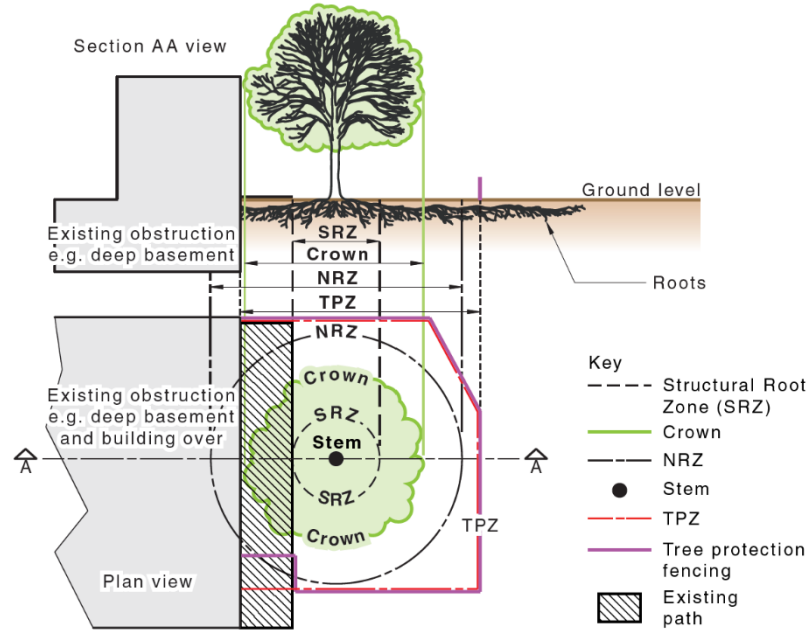 Section AA view
Ground level
Existing obstruction
e.g. deep basement
SRZ
Crown
NRZ
TPZ
Roots
NRZ
Crown
Existing obstruction
e.g. deep basement
and building over
SRZ
Stem
A
A
SRZ
Crown
TPZ
Plan view
Key
Structural Root
Zone (SRZ)
Crown
NRZ
Stem
TPZ
Tree protection
fencing
Existing
path